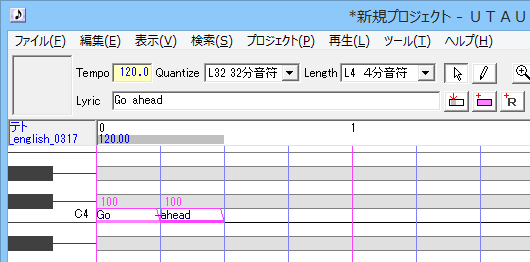 *新規プロジェクト - UTAU
ファイル(F) 編集(E) 表示(V) 検索(S) プロジェクト(P) 再生(L) ツール(T) ヘルプ(H)
Tempo 120.0 Quantize L32 32分音符 Length L4 4分音符
Lyric Go ahead
+R
テト 0 1
_english_0317 120.00
100 100
C4 Go ahead